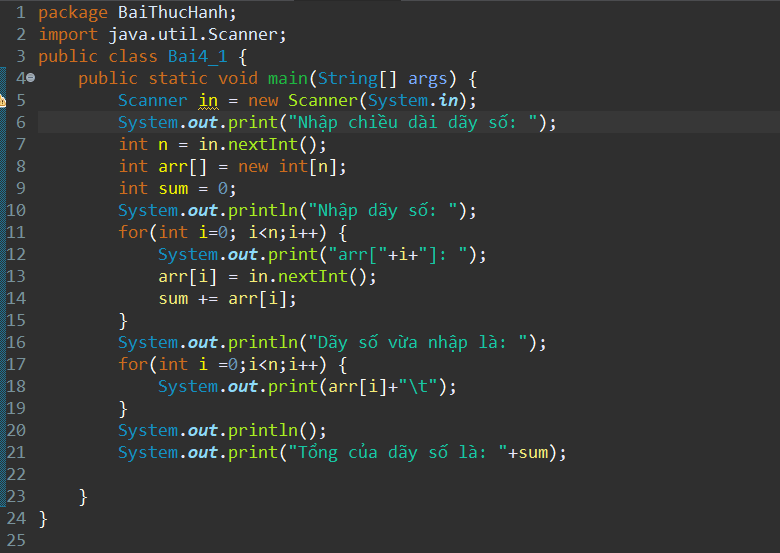 1 package BaiThucHanh;
2 import java.util.Scanner;
3 public class Bai4_1 {
4 public static void main(String[] args) {
5 Scanner in = new Scanner(System.in);
6 System.out.print("Nhập chiều dài dãy số: ");
7 int n = in.nextInt();
8 int arr[] = new int[n];
9 int sum = 0;
10 System.out.println("Nhập dãy số: ");
11 for(int i=0; i<n;i++) {
12 System.out.print("arr["+i+"]: ");
13 arr[i] = in.nextInt();
14 sum += arr[i];
15 }
16 System.out.println("Dãy số vừa nhập là: ");
17 for(int i =0;i<n;i++) {
18 System.out.print(arr[i]+"\t");
19 }
20 System.out.println();
21 System.out.print("Tổng của dãy số là: "+sum);
22
23 }
24 }
25